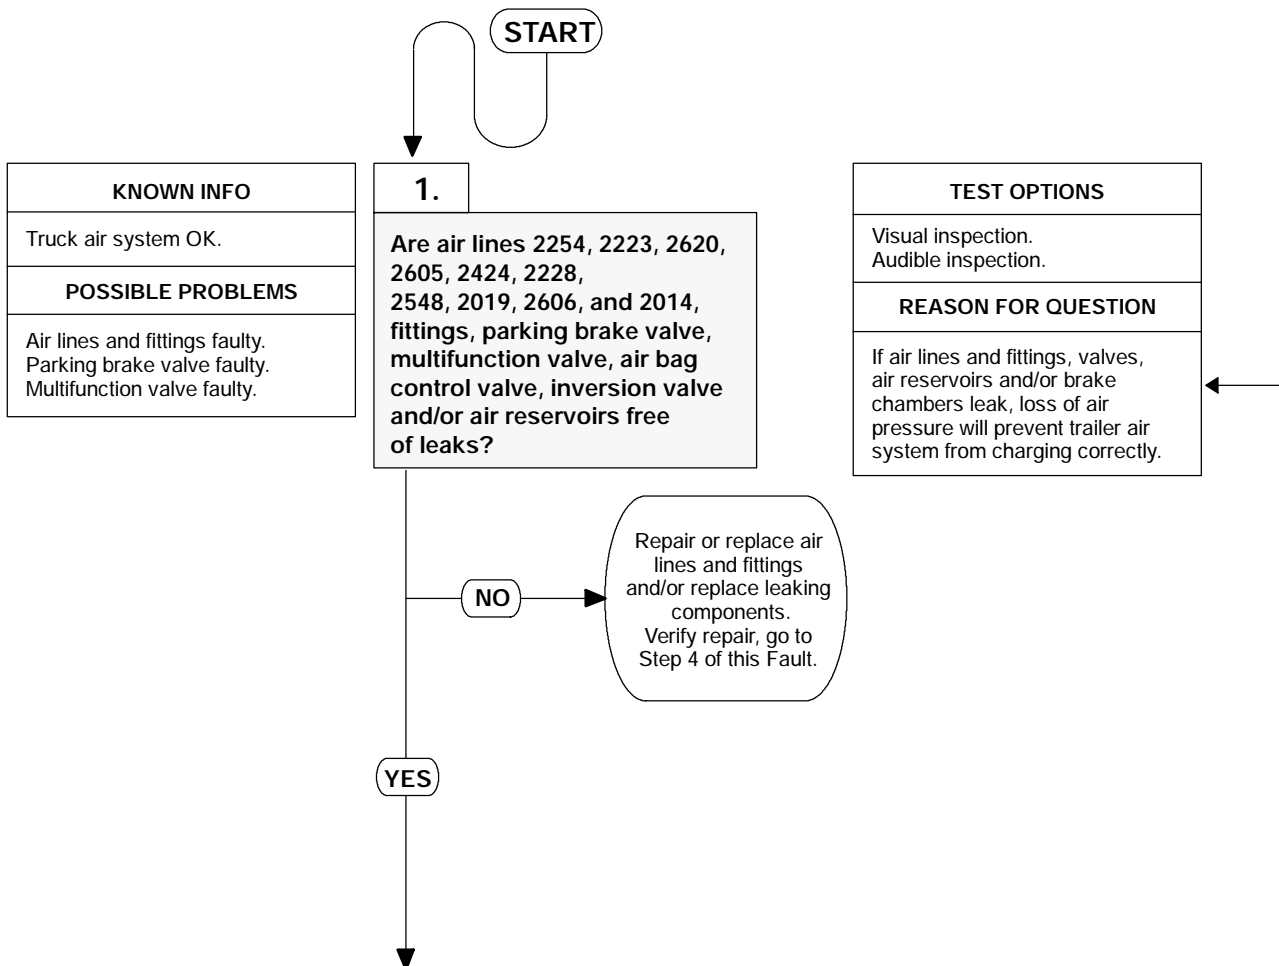 START
KNOWN INFO
Truck air system OK.
POSSIBLE PROBLEMS
Air lines and fittings faulty.
Parking brake valve faulty.
Multifunction valve faulty.
1.
Are air lines 2254, 2223, 2620,
2605, 2424, 2228,
2548, 2019, 2606, and 2014,
fittings, parking brake valve,
multifunction valve, air bag
control valve, inversion valve
and/or air reservoirs free
of leaks?
TEST OPTIONS
Visual inspection.
Audible inspection.
REASON FOR QUESTION
If air lines and fittings, valves,
air reservoirs and/or brake
chambers leak, loss of air
pressure will prevent trailer air
system from charging correctly.
NO
Repair or replace air
lines and fittings
and/or replace leaking
components.
Verify repair, go to
Step 4 of this Fault.
YES